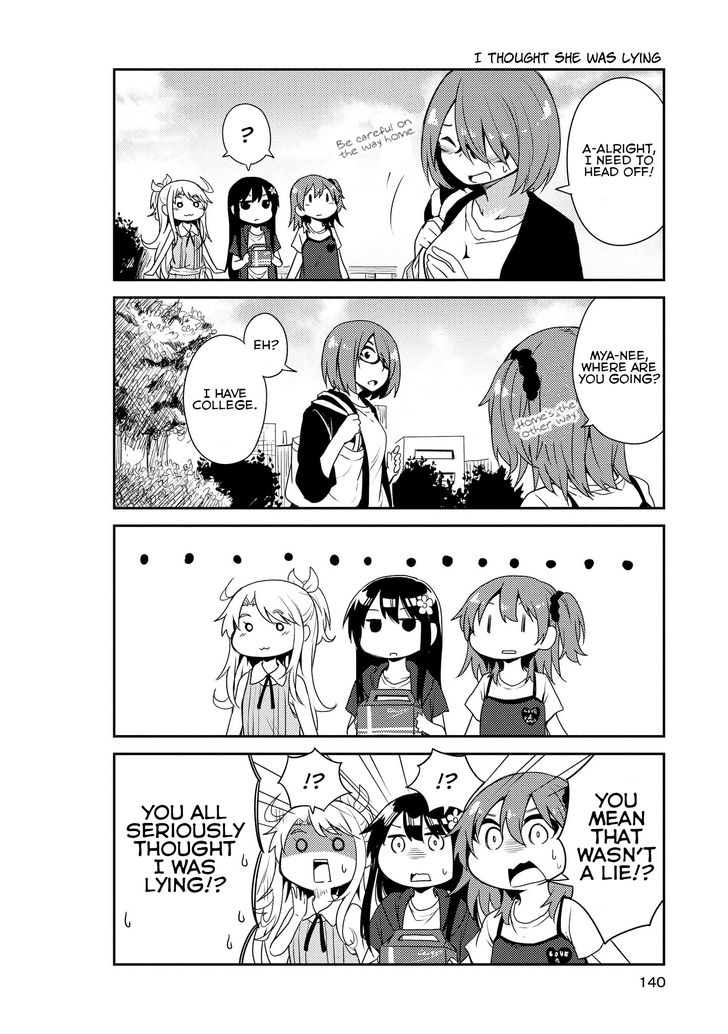 I THOUGHT SHE WAS LYING
A-ALRIGHT,
I NEED TO
HEAD OFF!
Be careful on
the way home
?
MYA-NEE,
WHERE ARE
YOU GOING?
Home's the
other way
EH?
I HAVE
COLLEGE.
YOU
MEAN
THAT
WASN'T
A LIE!?
!?
!?
YOU ALL
SERIOUSLY
THOUGHT
I WAS
LYING!?
140